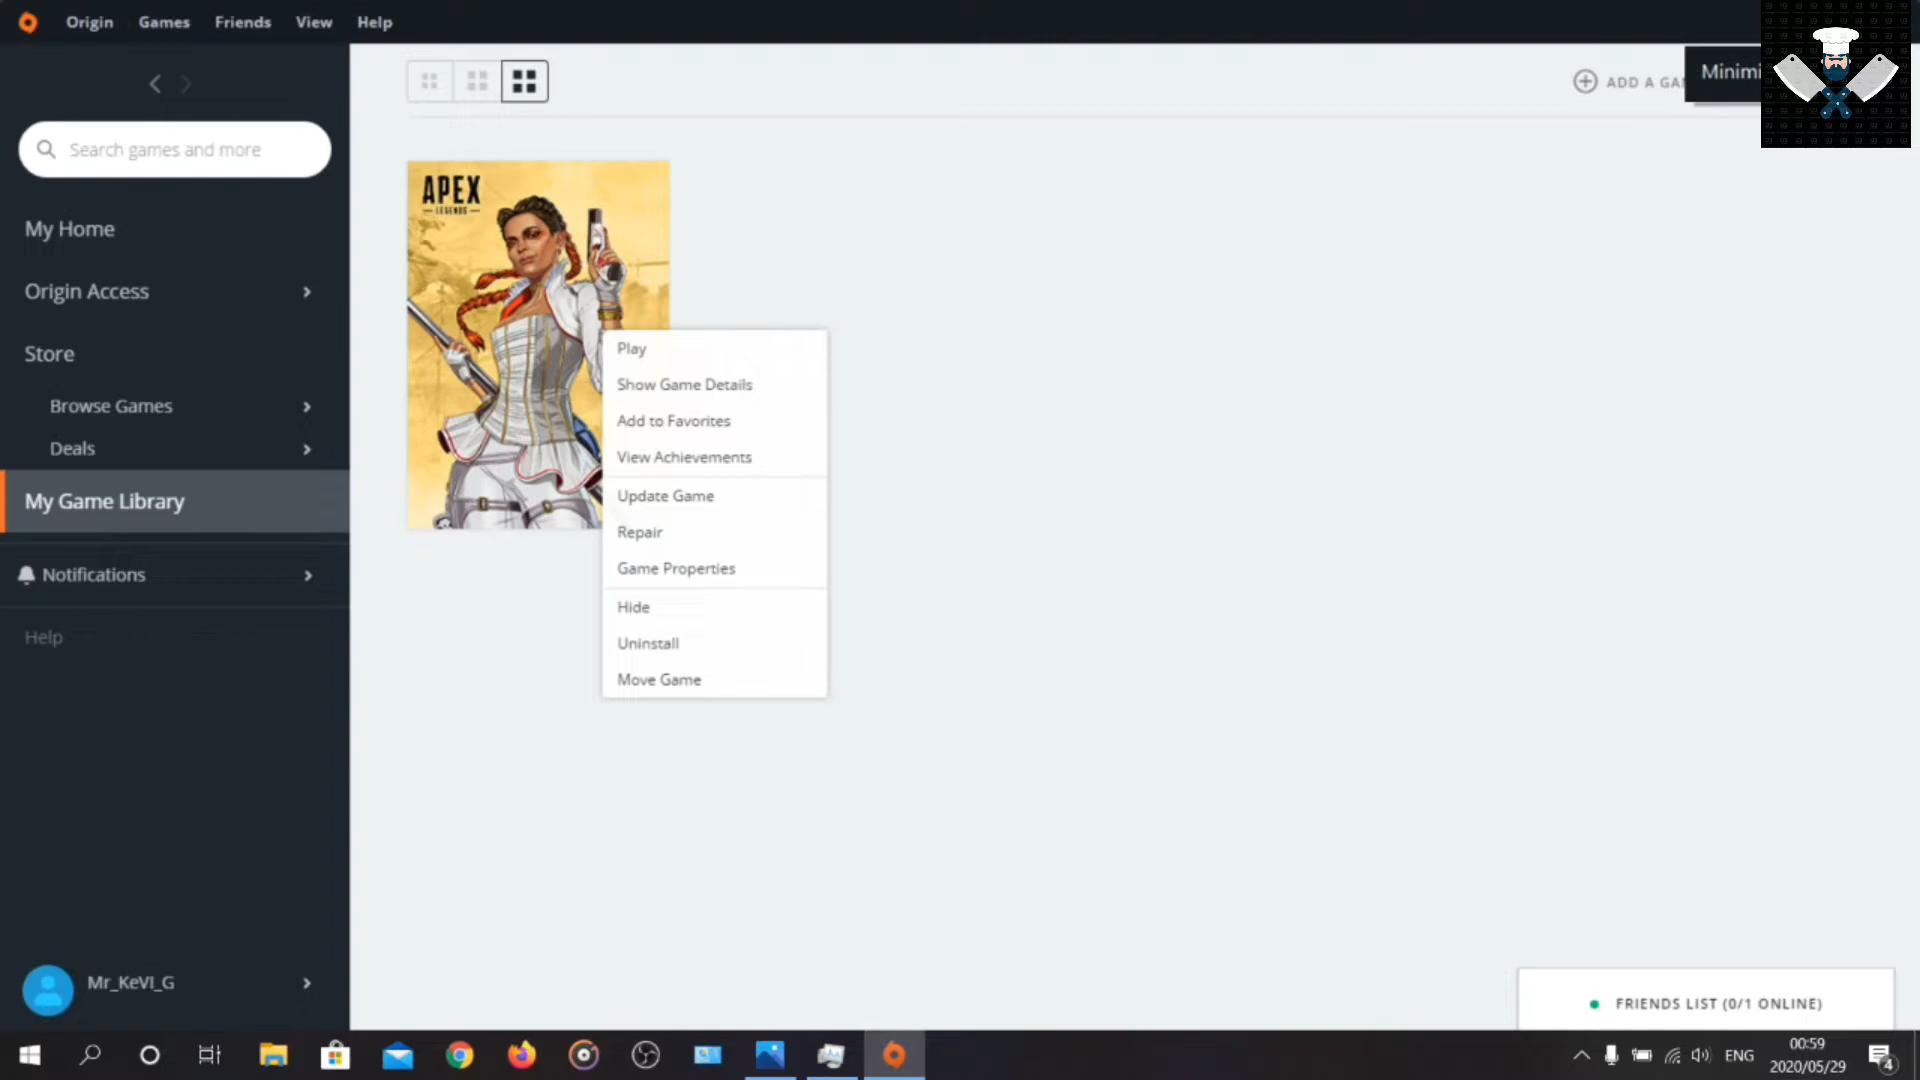 Origin Games Friends View Help
ADD A GA
Minimi
Search games and more
My Home
Origin Access
Store
Browse Games
Deals
My Game Library
Notifications
Help
APEX
LEGENDS
Play
Show Game Details
Add to Favorites
View Achievements
Update Game
Repair
Game Properties
Hide
Uninstall
Move Game
Mr_KeVI_G
FRIENDS LIST (0/1 ONLINE)
ENG
00:59
2020/05/29
4